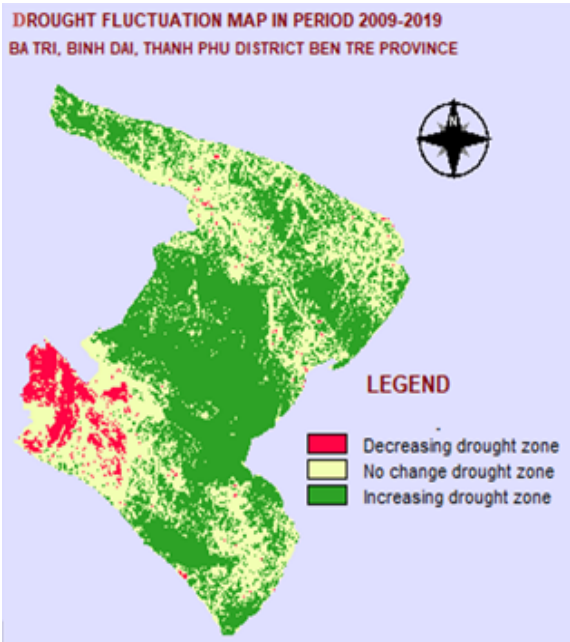 DROUGHT FLUCTUATION MAP IN PERIOD 2009-2019
BA TRI, BINH DAI, THANH PHU DISTRICT BEN TRE PROVINCE
N
LEGEND
Decreasing drought zone
No change drought zone
Increasing drought zone